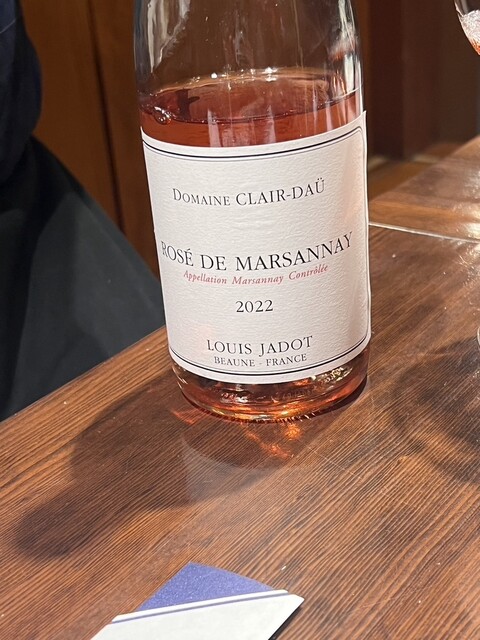 DOMAINE CLAIR-DAÜ
ROSÉ DE MARSANNAY
Appellation Marsannay Contrôlée
2022
LOUIS JADOT
BEAUNE - FRANCE